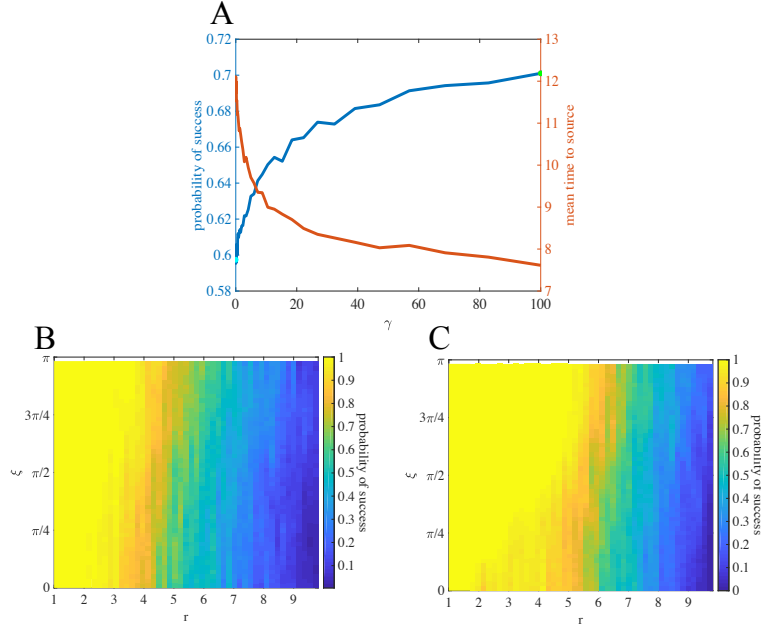 A
0.72
0.7
0.68
0.66
0.64
0.62
0.6
0.58
probability of success
13
12
11
10
9
8
7
mean time to source
0 20 40 60 80 100
γ
B
π
3π/4
π/2
π/4
0
ξ
1 2 3 4 5 6 7 8 9
r
1
0.9
0.8
0.7
0.6
0.5
0.4
0.3
0.2
0.1
probability of success
C
π
3π/4
π/2
π/4
0
ξ
1 2 3 4 5 6 7 8 9
r
1
0.9
0.8
0.7
0.6
0.5
0.4
0.3
0.2
0.1
0
probability of success